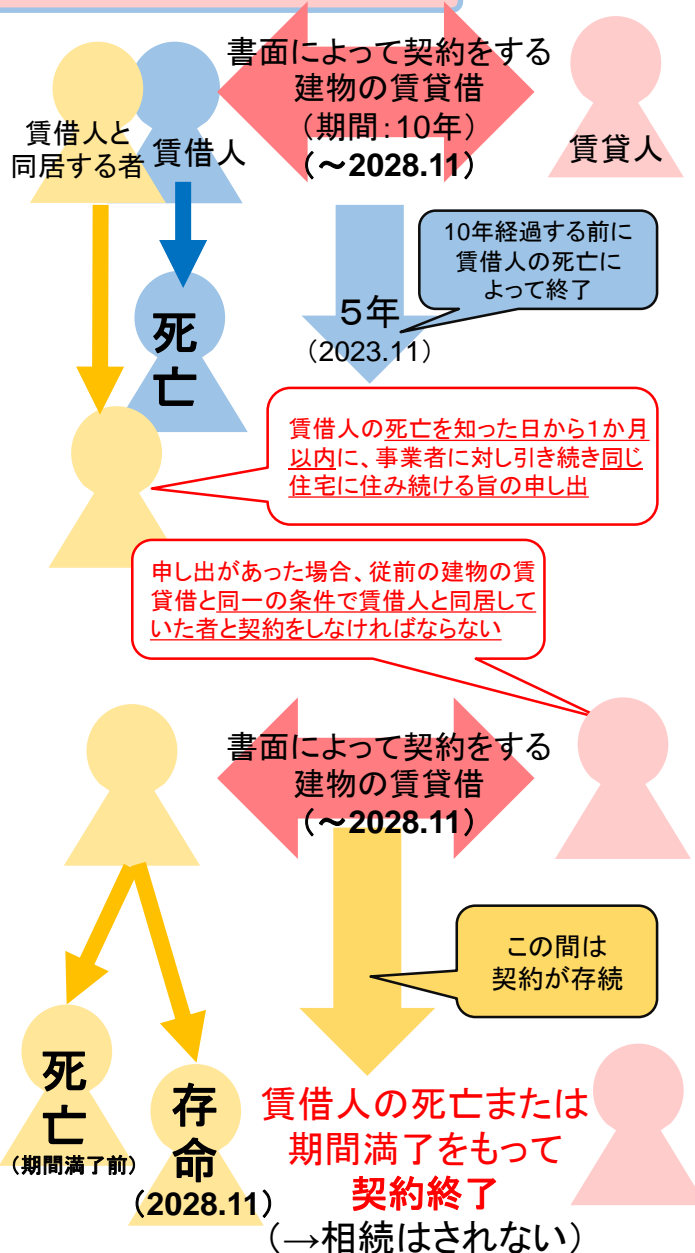 書面によって契約をする
建物の賃貸借
（期間：10年）
（～2028.11）
賃借人と
同居する者
賃借人
賃貸人
10年経過する前に
賃借人の死亡に
よって終了
死
亡
５年
（2023.11）
賃借人の死亡を知った日から１か月
以内に、事業者に対し引き続き同じ
住宅に住み続ける旨の申し出
申し出があった場合、従前の建物の賃
貸借と同一の条件で賃借人と同居して
いた者と契約をしなければならない
書面によって契約をする
建物の賃貸借
（～2028.11）
この間は
契約が存続
死
亡
（期間満了前）
存
命
（2028.11）
賃借人の死亡または
期間満了をもって
契約終了
（→相続はされない）